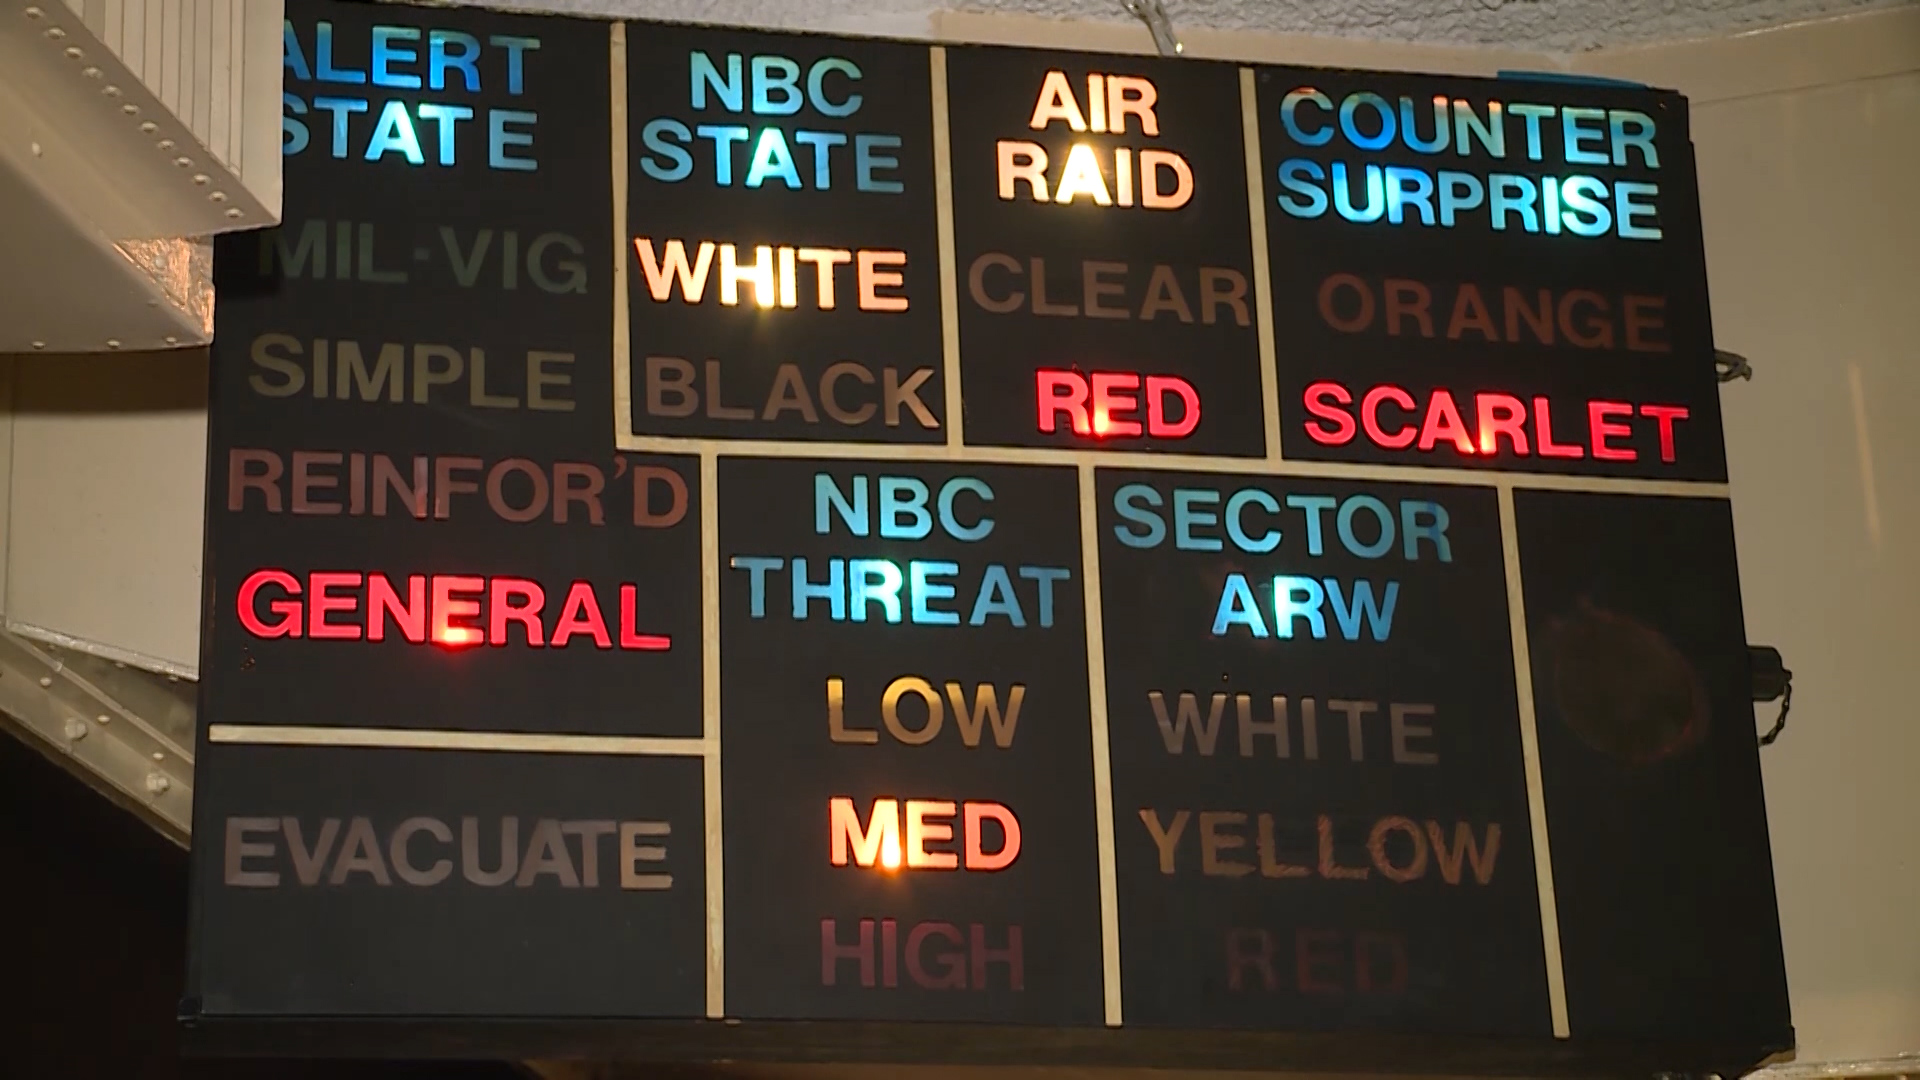 ALERT
STATE
MIL-VIG
SIMPLE
REINFOR'D
GENERAL
EVACUATE
NBC
STATE
WHITE
BLACK
AIR
RAID
CLEAR
RED
COUNTER
SURPRISE
ORANGE
SCARLET
NBC
THREAT
LOW
MED
HIGH
SECTOR
ARW
WHITE
YELLOW
RED